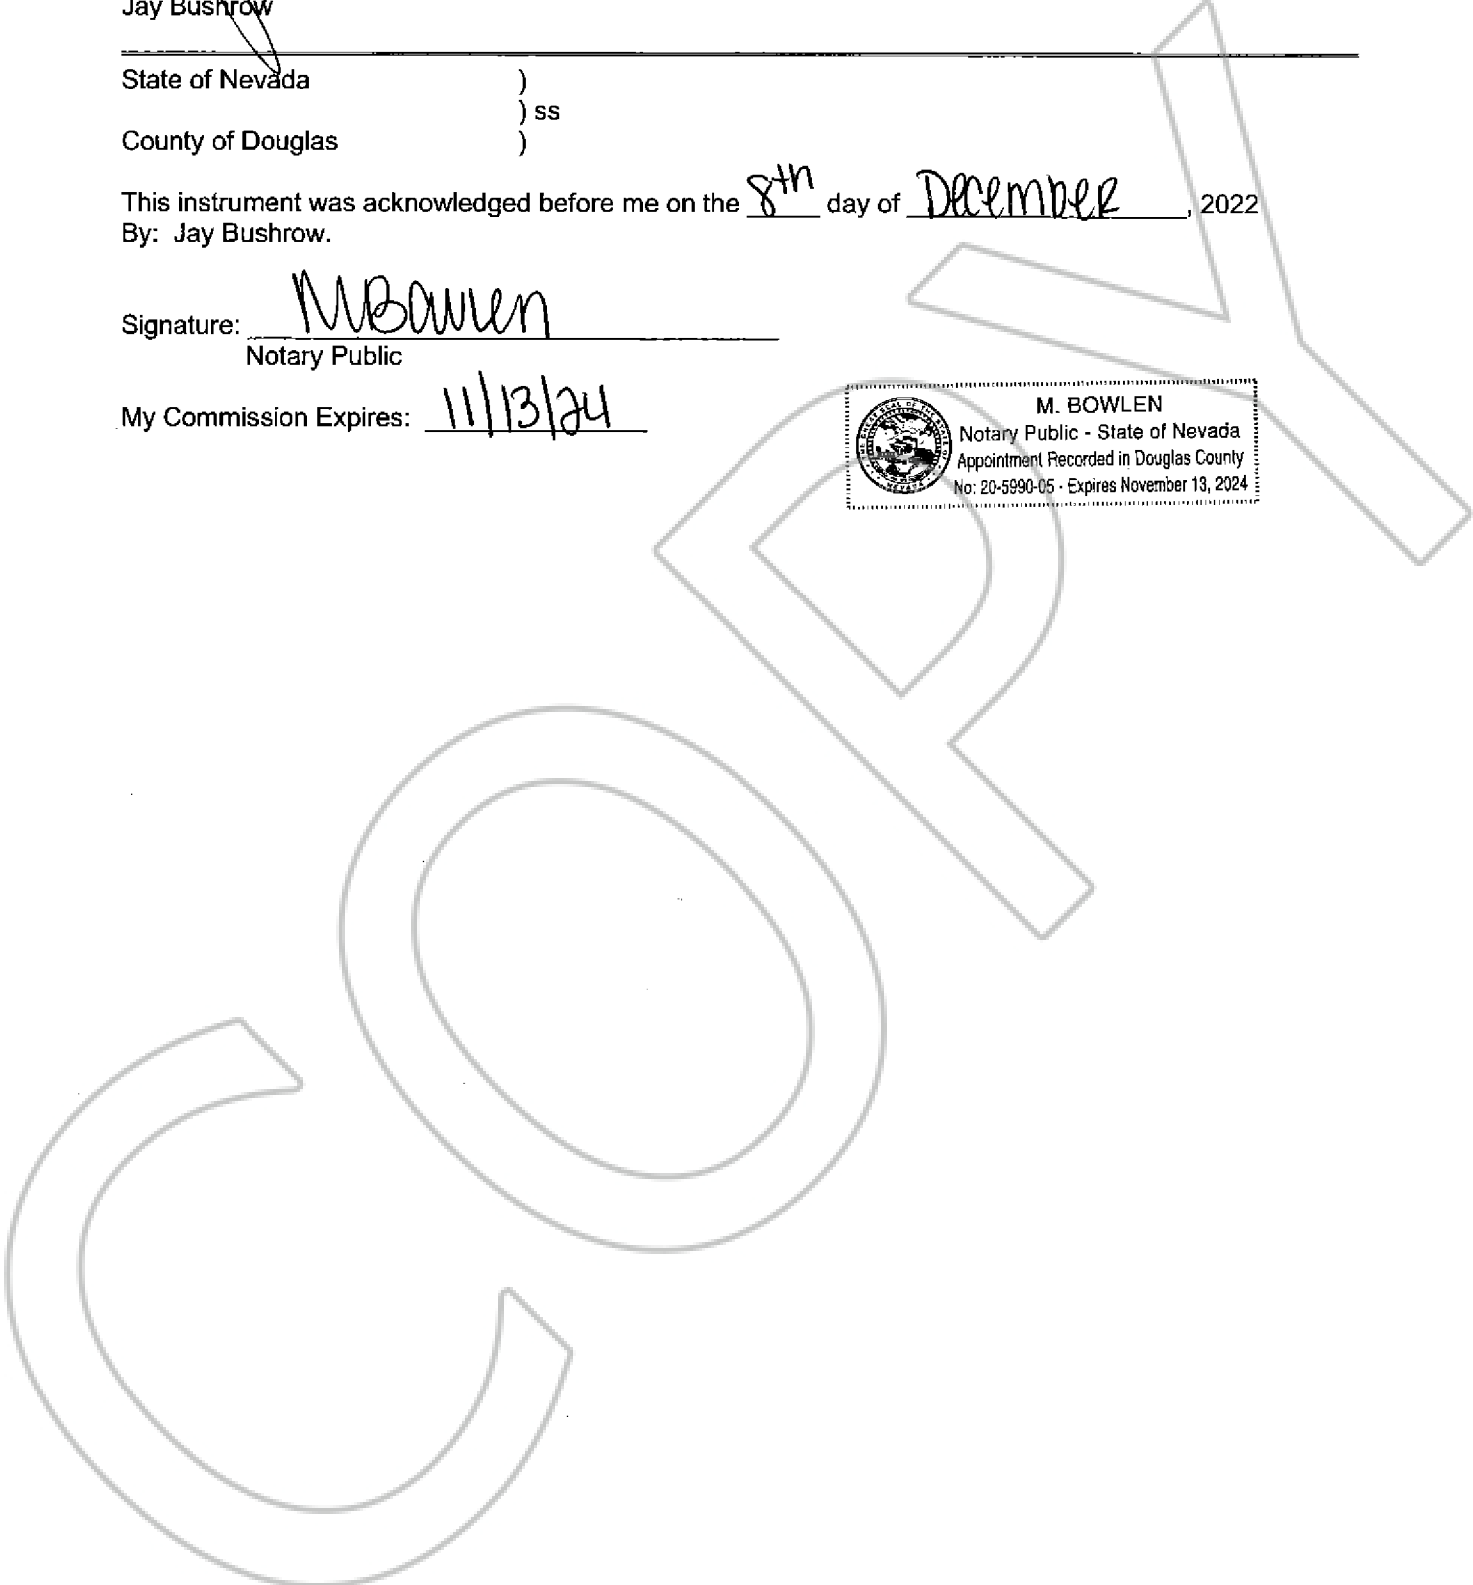 Jay Bushrow
State of Nevada )
) ss
County of Douglas )
This instrument was acknowledged before me on the 8th day of December, 2022
By: Jay Bushrow.
Signature: MBowlen
Notary Public
My Commission Expires: 11/13/24
M. BOWLEN
Notary Public - State of Nevada
Appointment Recorded in Douglas County
No: 20-5990-05 - Expires November 13, 2024
COPY